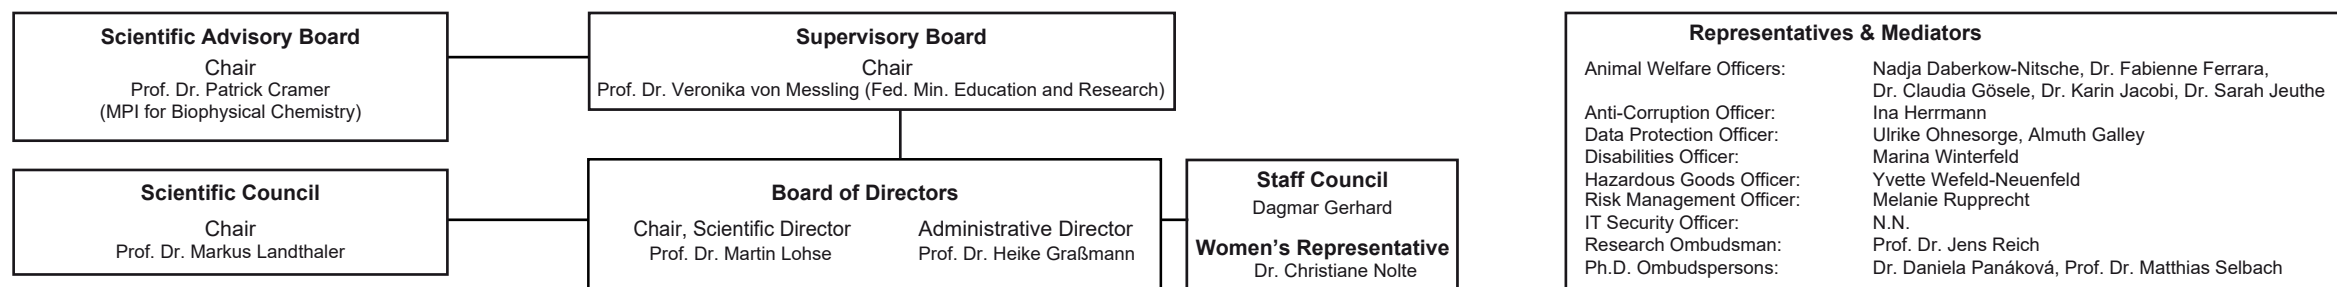 Scientific Advisory Board
Chair
Prof. Dr. Patrick Cramer
(MPI for Biophysical Chemistry)
Supervisory Board
Chair
Prof. Dr. Veronika von Messling (Fed. Min. Education and Research)
Scientific Council
Chair
Prof. Dr. Markus Landthaler
Board of Directors
Chair, Scientific Director Administrative Director
Prof. Dr. Martin Lohse Prof. Dr. Heike Graßmann
Staff Council
Dagmar Gerhard
Women's Representative
Dr. Christiane Nolte
Representatives & Mediators
Animal Welfare Officers: Nadja Daberkow-Nitsche, Dr. Fabienne Ferrara,
Dr. Claudia Gösele, Dr. Karin Jacobi, Dr. Sarah Jeuthe
Anti-Corruption Officer: Ina Herrmann
Data Protection Officer: Ulrike Ohnesorge, Almuth Galley
Disabilities Officer: Marina Winterfeld
Hazardous Goods Officer: Yvette Wefeld-Neuenfeld
Risk Management Officer: Melanie Rupprecht
IT Security Officer: N.N.
Research Ombudsman: Prof. Dr. Jens Reich
Ph.D. Ombudspersons: Dr. Daniela Panáková, Prof. Dr. Matthias Selbach